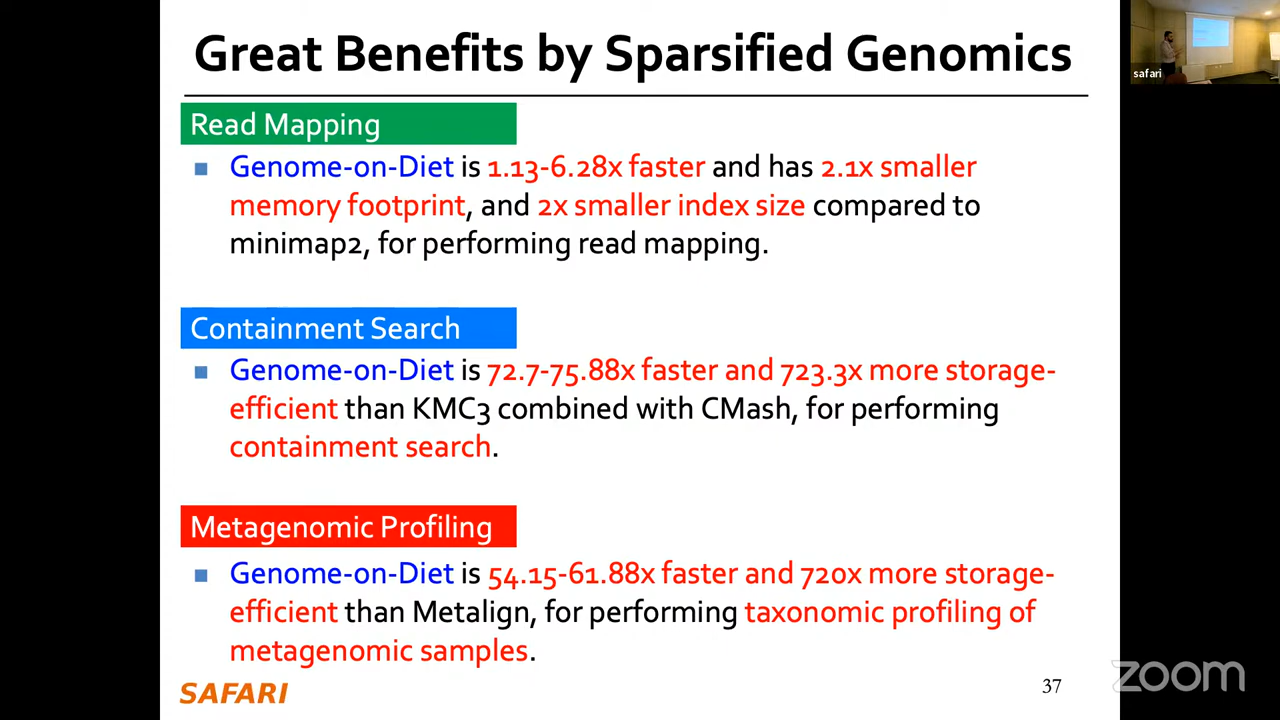 Great Benefits by Sparsified Genomics
safari
Read Mapping
Genome-on-Diet is 1.13-6.28x faster and has 2.1x smaller
memory footprint, and 2x smaller index size compared to
minimap2, for performing read mapping.
Containment Search
Genome-on-Diet is 72.7-75.88x faster and 723.3x more storage-
efficient than KMC3 combined with CMash, for performing
containment search.
Metagenomic Profiling
Genome-on-Diet is 54.15-61.88x faster and 720x more storage-
efficient than Metalign, for performing taxonomic profiling of
metagenomic samples.
SAFARI
37
zoom